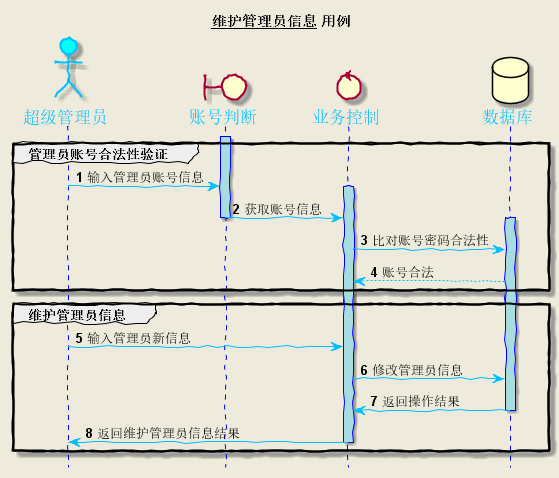 维护管理员信息 用例
超级管理员
账号判断
业务控制
数据库
管理员账号合法性验证
1 输入管理员账号信息
2 获取账号信息
3 比对账号密码合法性
4 账号合法
维护管理员信息
5 输入管理员新信息
6 修改管理员信息
7 返回操作结果
8 返回维护管理员信息结果